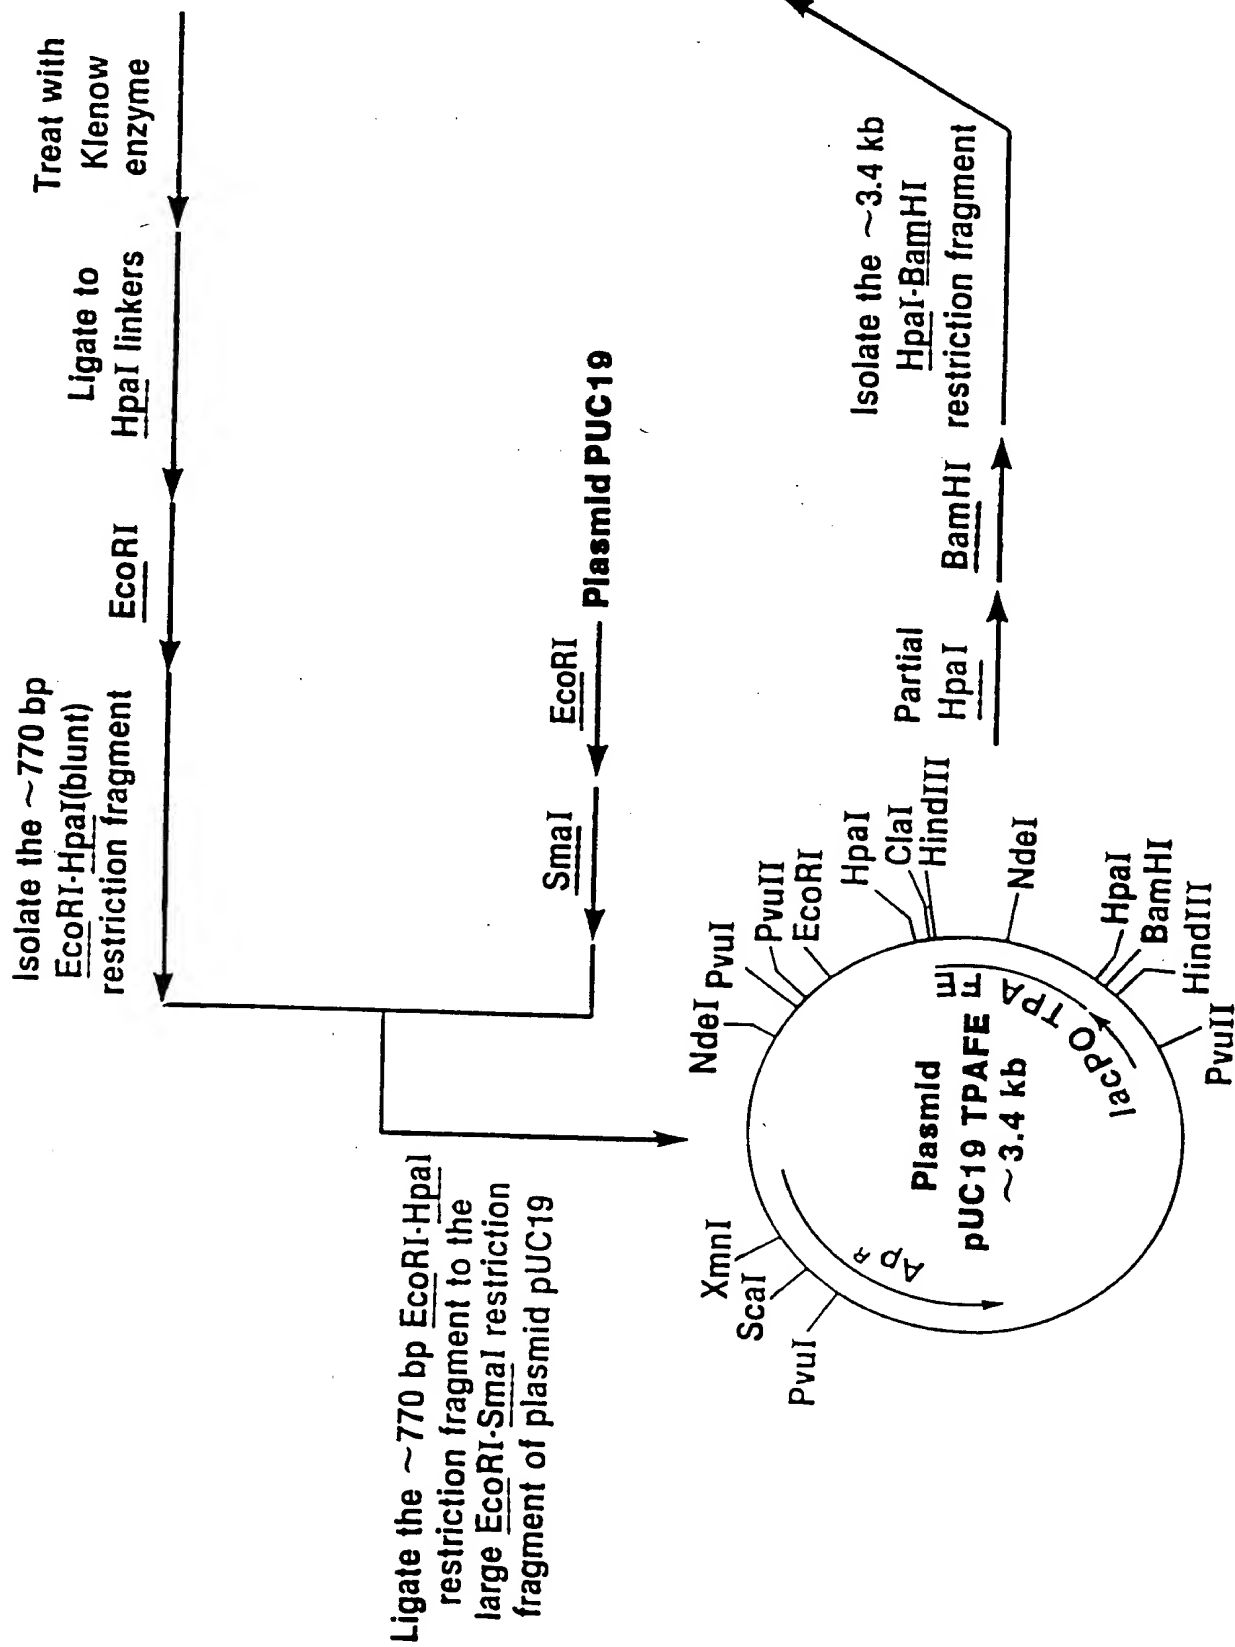 Treat with
Klenow
enzyme
Ligate to
HpaI linkers
EcoRI
Isolate the ~770 bp
EcoRI-HpaI(blunt)
restriction fragment
Plasmid PUC19
EcoRI
SmaI
Ligate the ~770 bp EcoRI-HpaI
restriction fragment to the
large EcoRI-SmaI restriction
fragment of plasmid pUC19
NdeI
PvuI
PvuII
EcoRI
HpaI
ClaI
HindIII
NdeI
HpaI
BamHI
HindIII
PvuII
XmnI
ScaI
PvuI
ApR
Plasmid
pUC19 TPAFE
~3.4 kb
EF
TPA
lacPO
Partial
HpaI
BamHI
Isolate the ~3.4 kb
HpaI-BamHI
restriction fragment